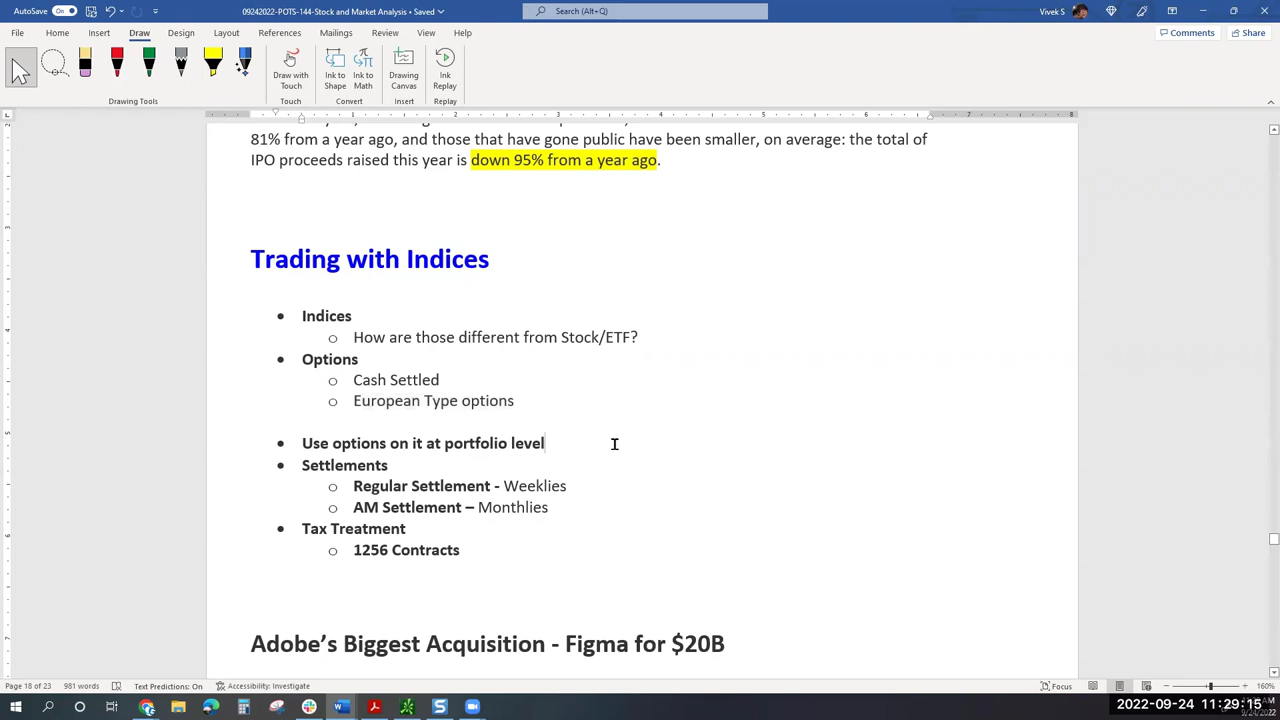 AutoSave On 09242022-POTS-144-Stock and Market Analysis • Saved Search (Alt+Q) Vivek S
File Home Insert Draw Design Layout References Mailings Review View Help Comments Share
Draw with Touch Ink to Shape Ink to Math Drawing Canvas Ink Replay
Drawing Tools Touch Convert Insert Replay
81% from a year ago, and those that have gone public have been smaller, on average: the total of
IPO proceeds raised this year is down 95% from a year ago.
Trading with Indices
• Indices
o How are those different from Stock/ETF?
• Options
o Cash Settled
o European Type options
• Use options on it at portfolio level
• Settlements
o Regular Settlement - Weeklies
o AM Settlement – Monthlies
• Tax Treatment
o 1256 Contracts
Adobe’s Biggest Acquisition - Figma for $20B
Page 18 of 23 981 words Text Predictions: On Accessibility: Investigate Focus 160%
2022-09-24 11:29:15